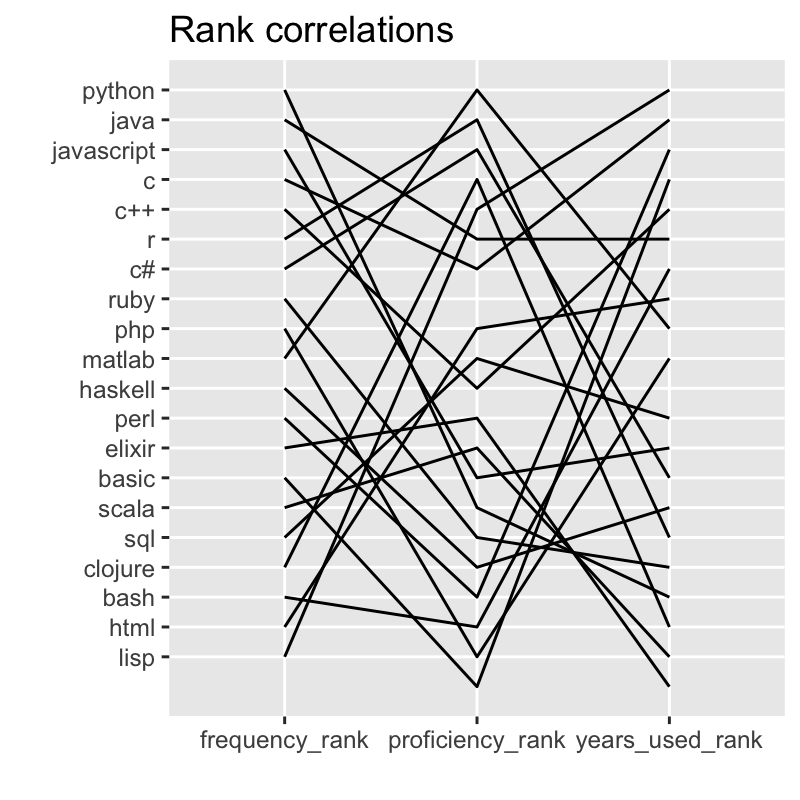 Rank correlations
python
java
javascript
c
c++
r
c#
ruby
php
matlab
haskell
perl
elixir
basic
scala
sql
clojure
bash
html
lisp
frequency_rank proficiency_rank years_used_rank